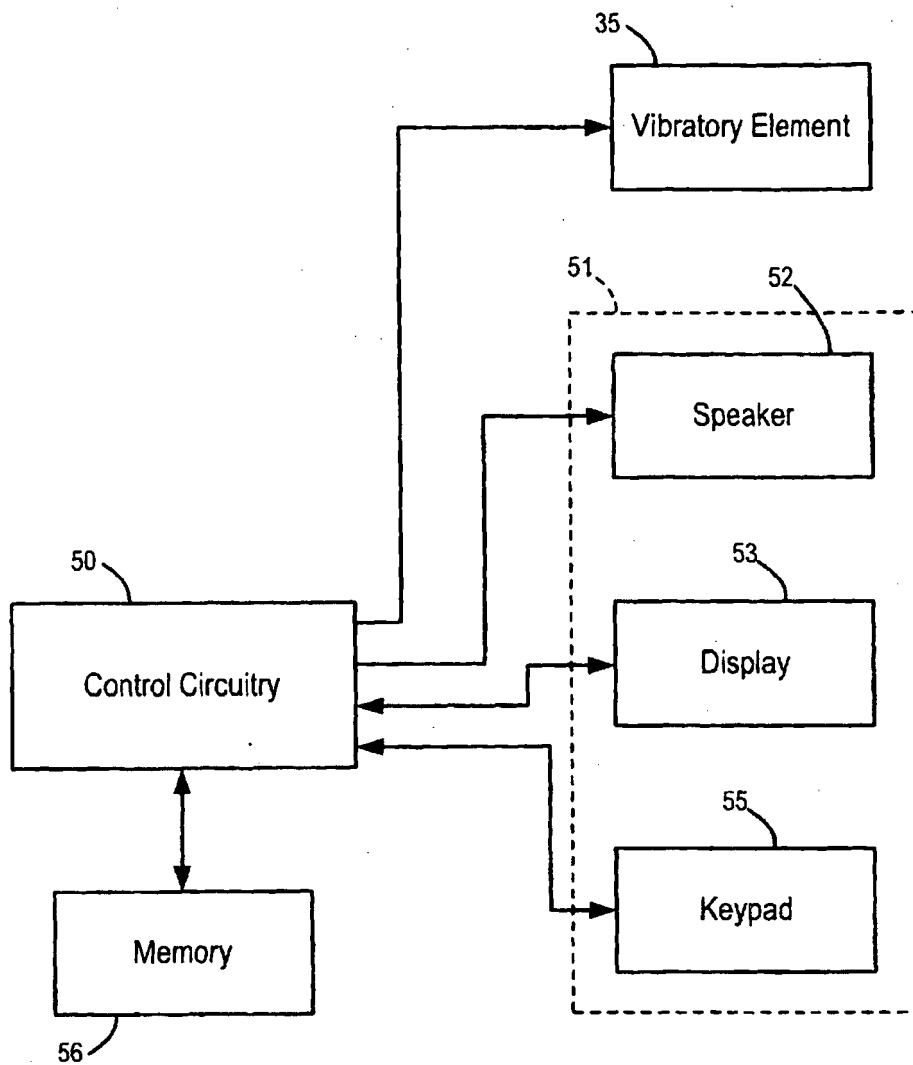 35
Vibratory Element
51
52
Speaker
50
Control Circuitry
53
Display
55
Keypad
Memory
56